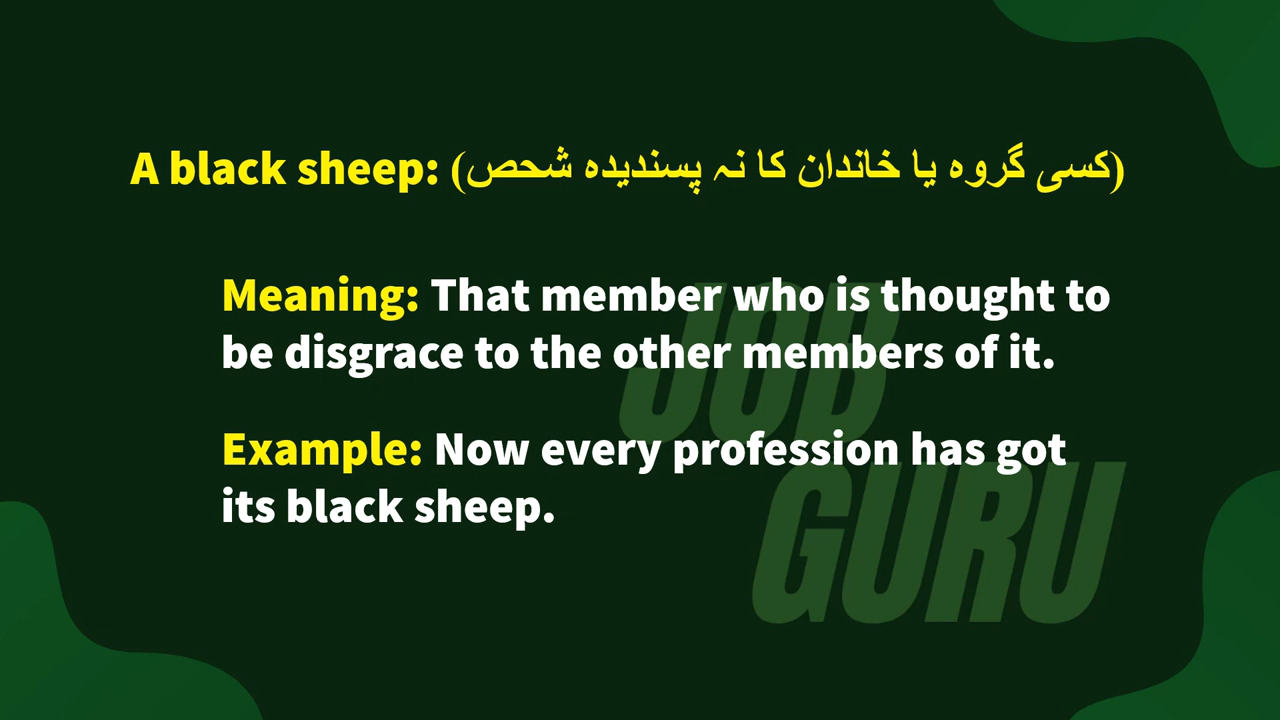 A black sheep: (کسی گروہ یا خاندان کا نہ پسندیدہ شحص)
Meaning: That member who is thought to
be disgrace to the other members of it.
Example: Now every profession has got
its black sheep.
JOB
GURU